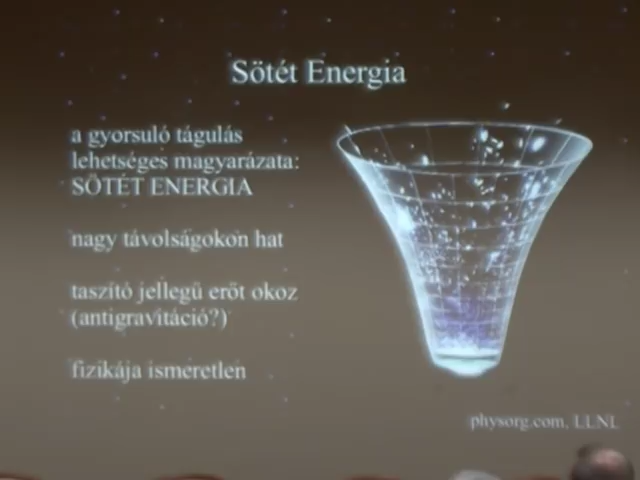 Sötét Energia
a gyorsuló tágulás
lehetséges magyarázata:
SÖTÉT ENERGIA
nagy távolságokon hat
taszító jellegű erőt okoz
(antigravitáció?)
fizikája ismeretlen
physorg.com, LLNL